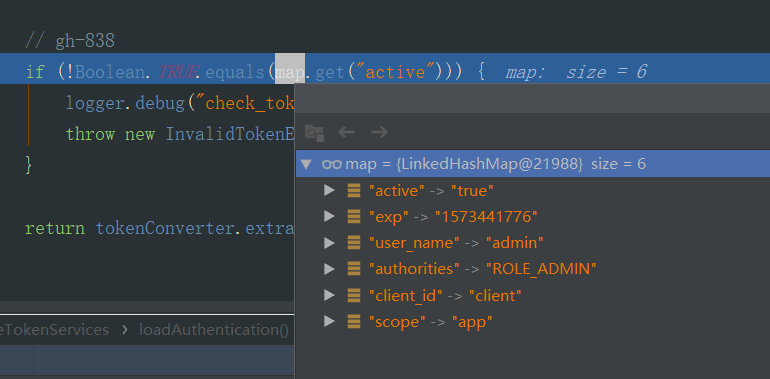 // gh-838
if (!Boolean.TRUE.equals(map.get("active"))) { map: size = 6
logger.debug("check_tok
throw new InvalidTokenE
}
return tokenConverter.extra
map = {LinkedHashMap@21988} size = 6
"active" -> "true"
"exp" -> "1573441776"
"user_name" -> "admin"
"authorities" -> "ROLE_ADMIN"
"client_id" -> "client"
"scope" -> "app"
eTokenServices › loadAuthentication()